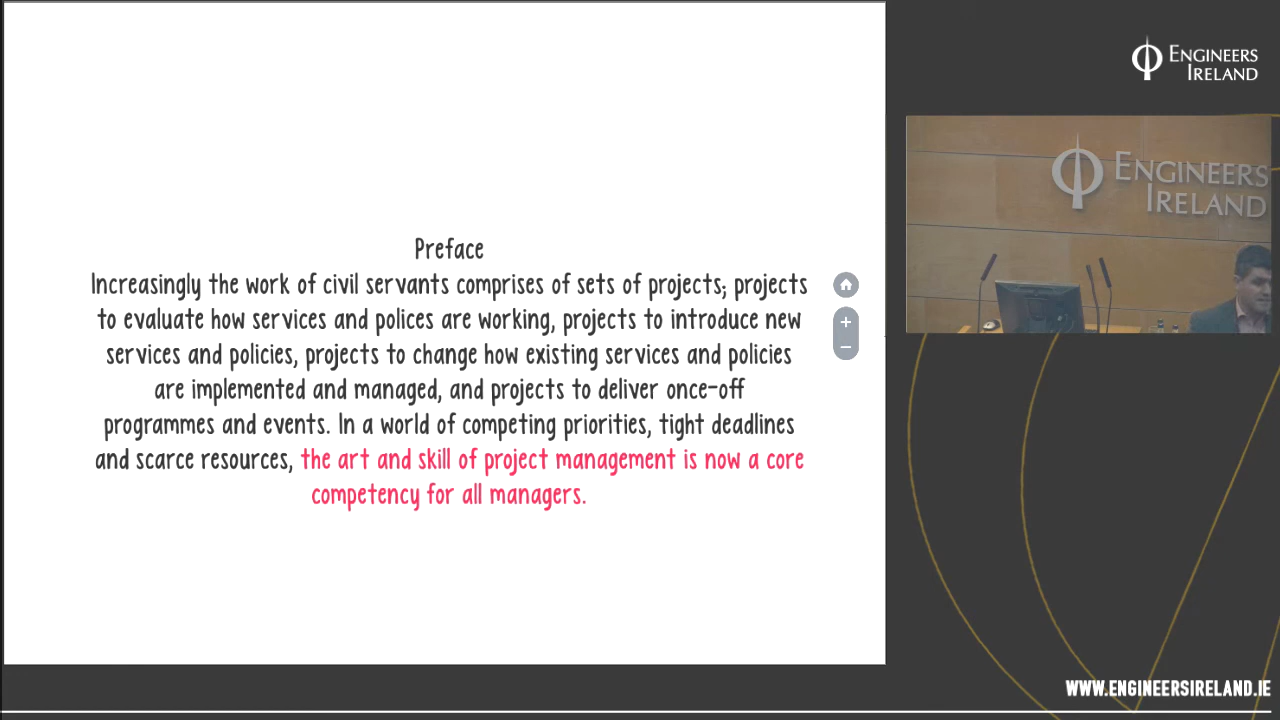 Preface
Increasingly the work of civil servants comprises of sets of projects; projects
to evaluate how services and polices are working, projects to introduce new
services and policies, projects to change how existing services and policies
are implemented and managed, and projects to deliver once-off
programmes and events. In a world of competing priorities, tight deadlines
and scarce resources, the art and skill of project management is now a core
competency for all managers.
ENGINEERS
IRELAND
ENGINEERS
IRELAND
WWW.ENGINEERSIRELAND.IE